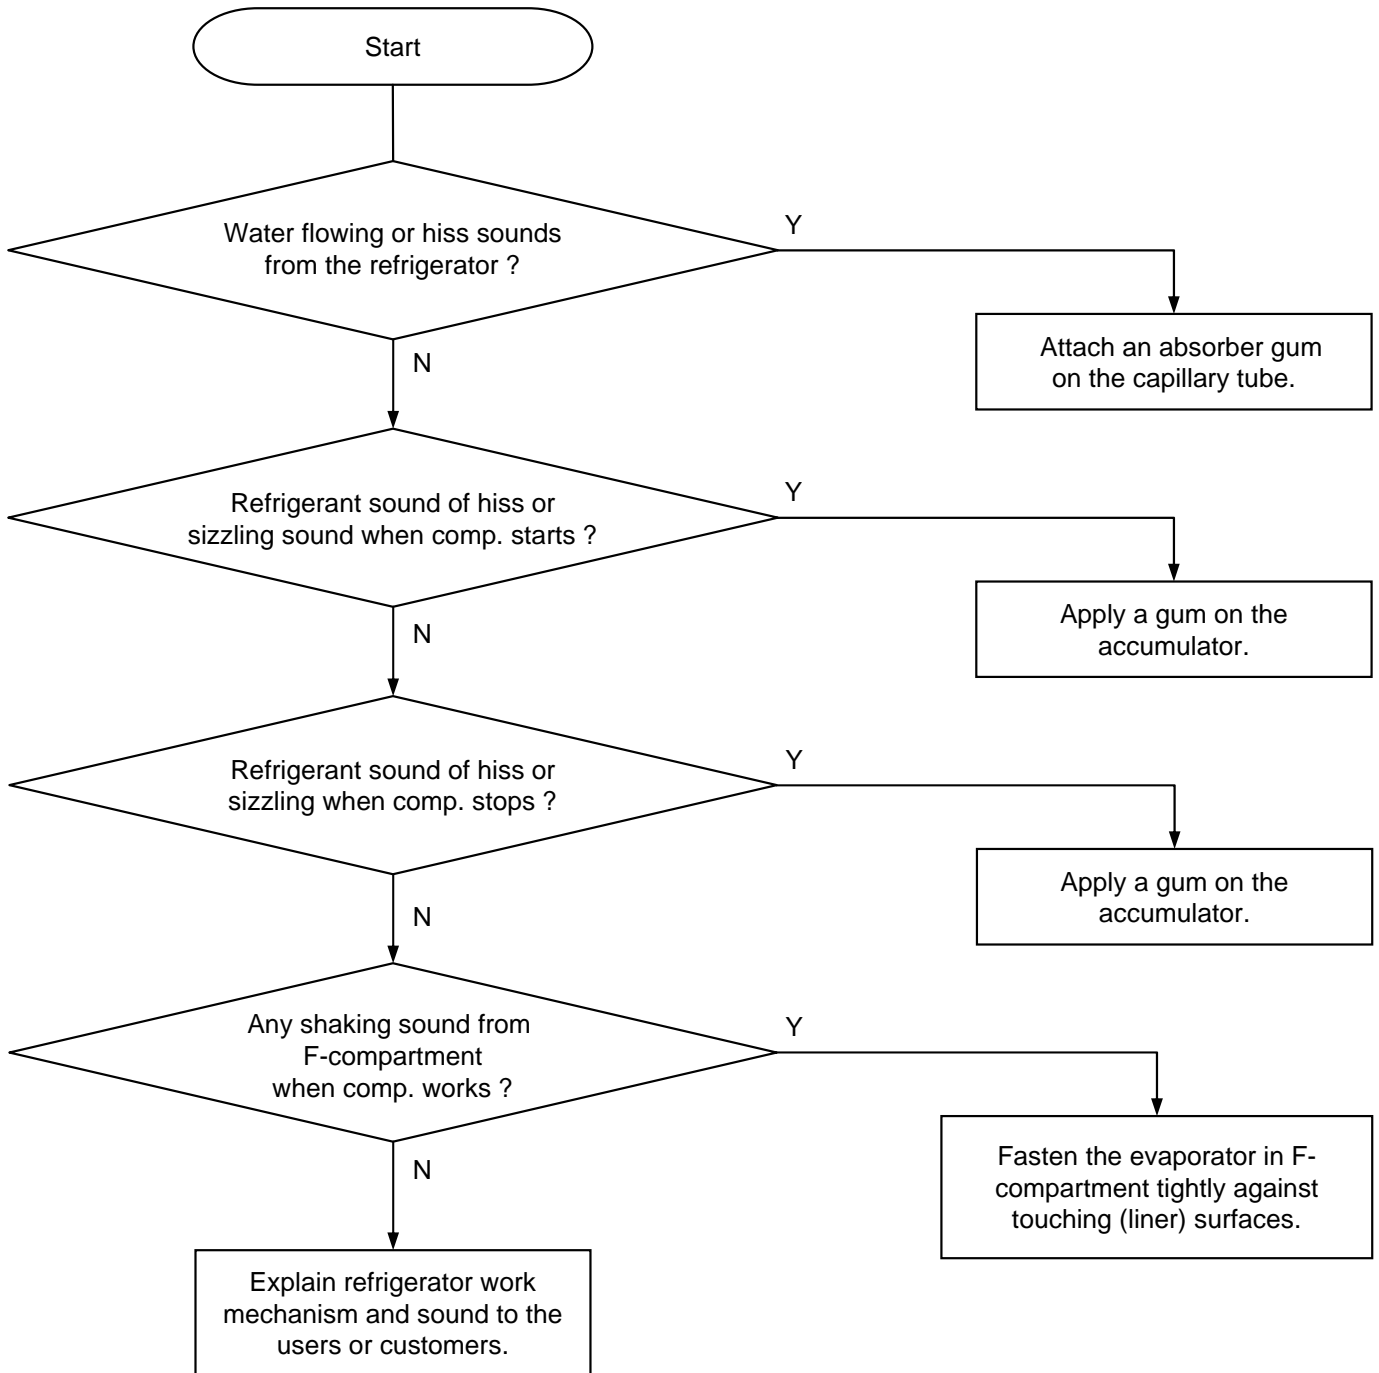 Start
Water flowing or hiss sounds
from the refrigerator ?
Y
Attach an absorber gum
on the capillary tube.
N
Refrigerant sound of hiss or
sizzling sound when comp. starts ?
Y
Apply a gum on the
accumulator.
N
Refrigerant sound of hiss or
sizzling when comp. stops ?
Y
Apply a gum on the
accumulator.
N
Any shaking sound from
F-compartment
when comp. works ?
Y
Fasten the evaporator in F-
compartment tightly against
touching (liner) surfaces.
N
Explain refrigerator work
mechanism and sound to the
users or customers.